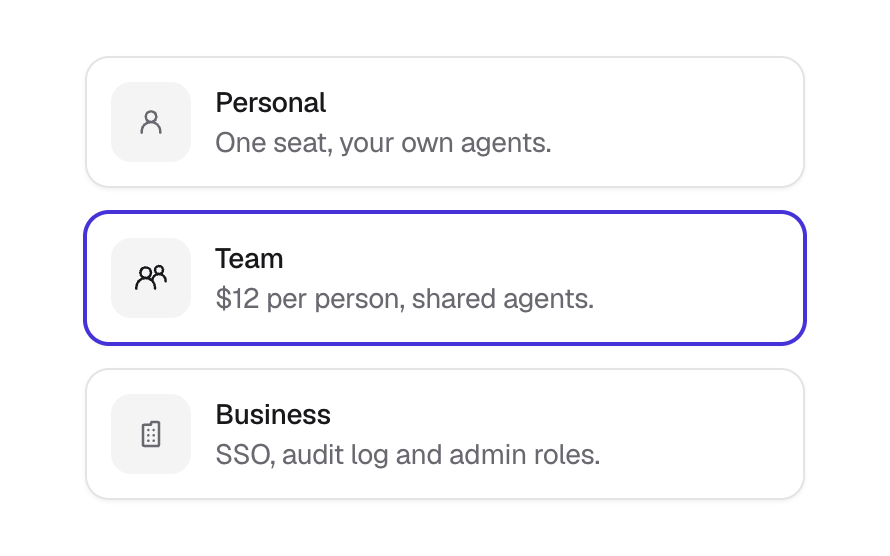 Personal
One seat, your own agents.
Team
$12 per person, shared agents.
Business
SSO, audit log and admin roles.